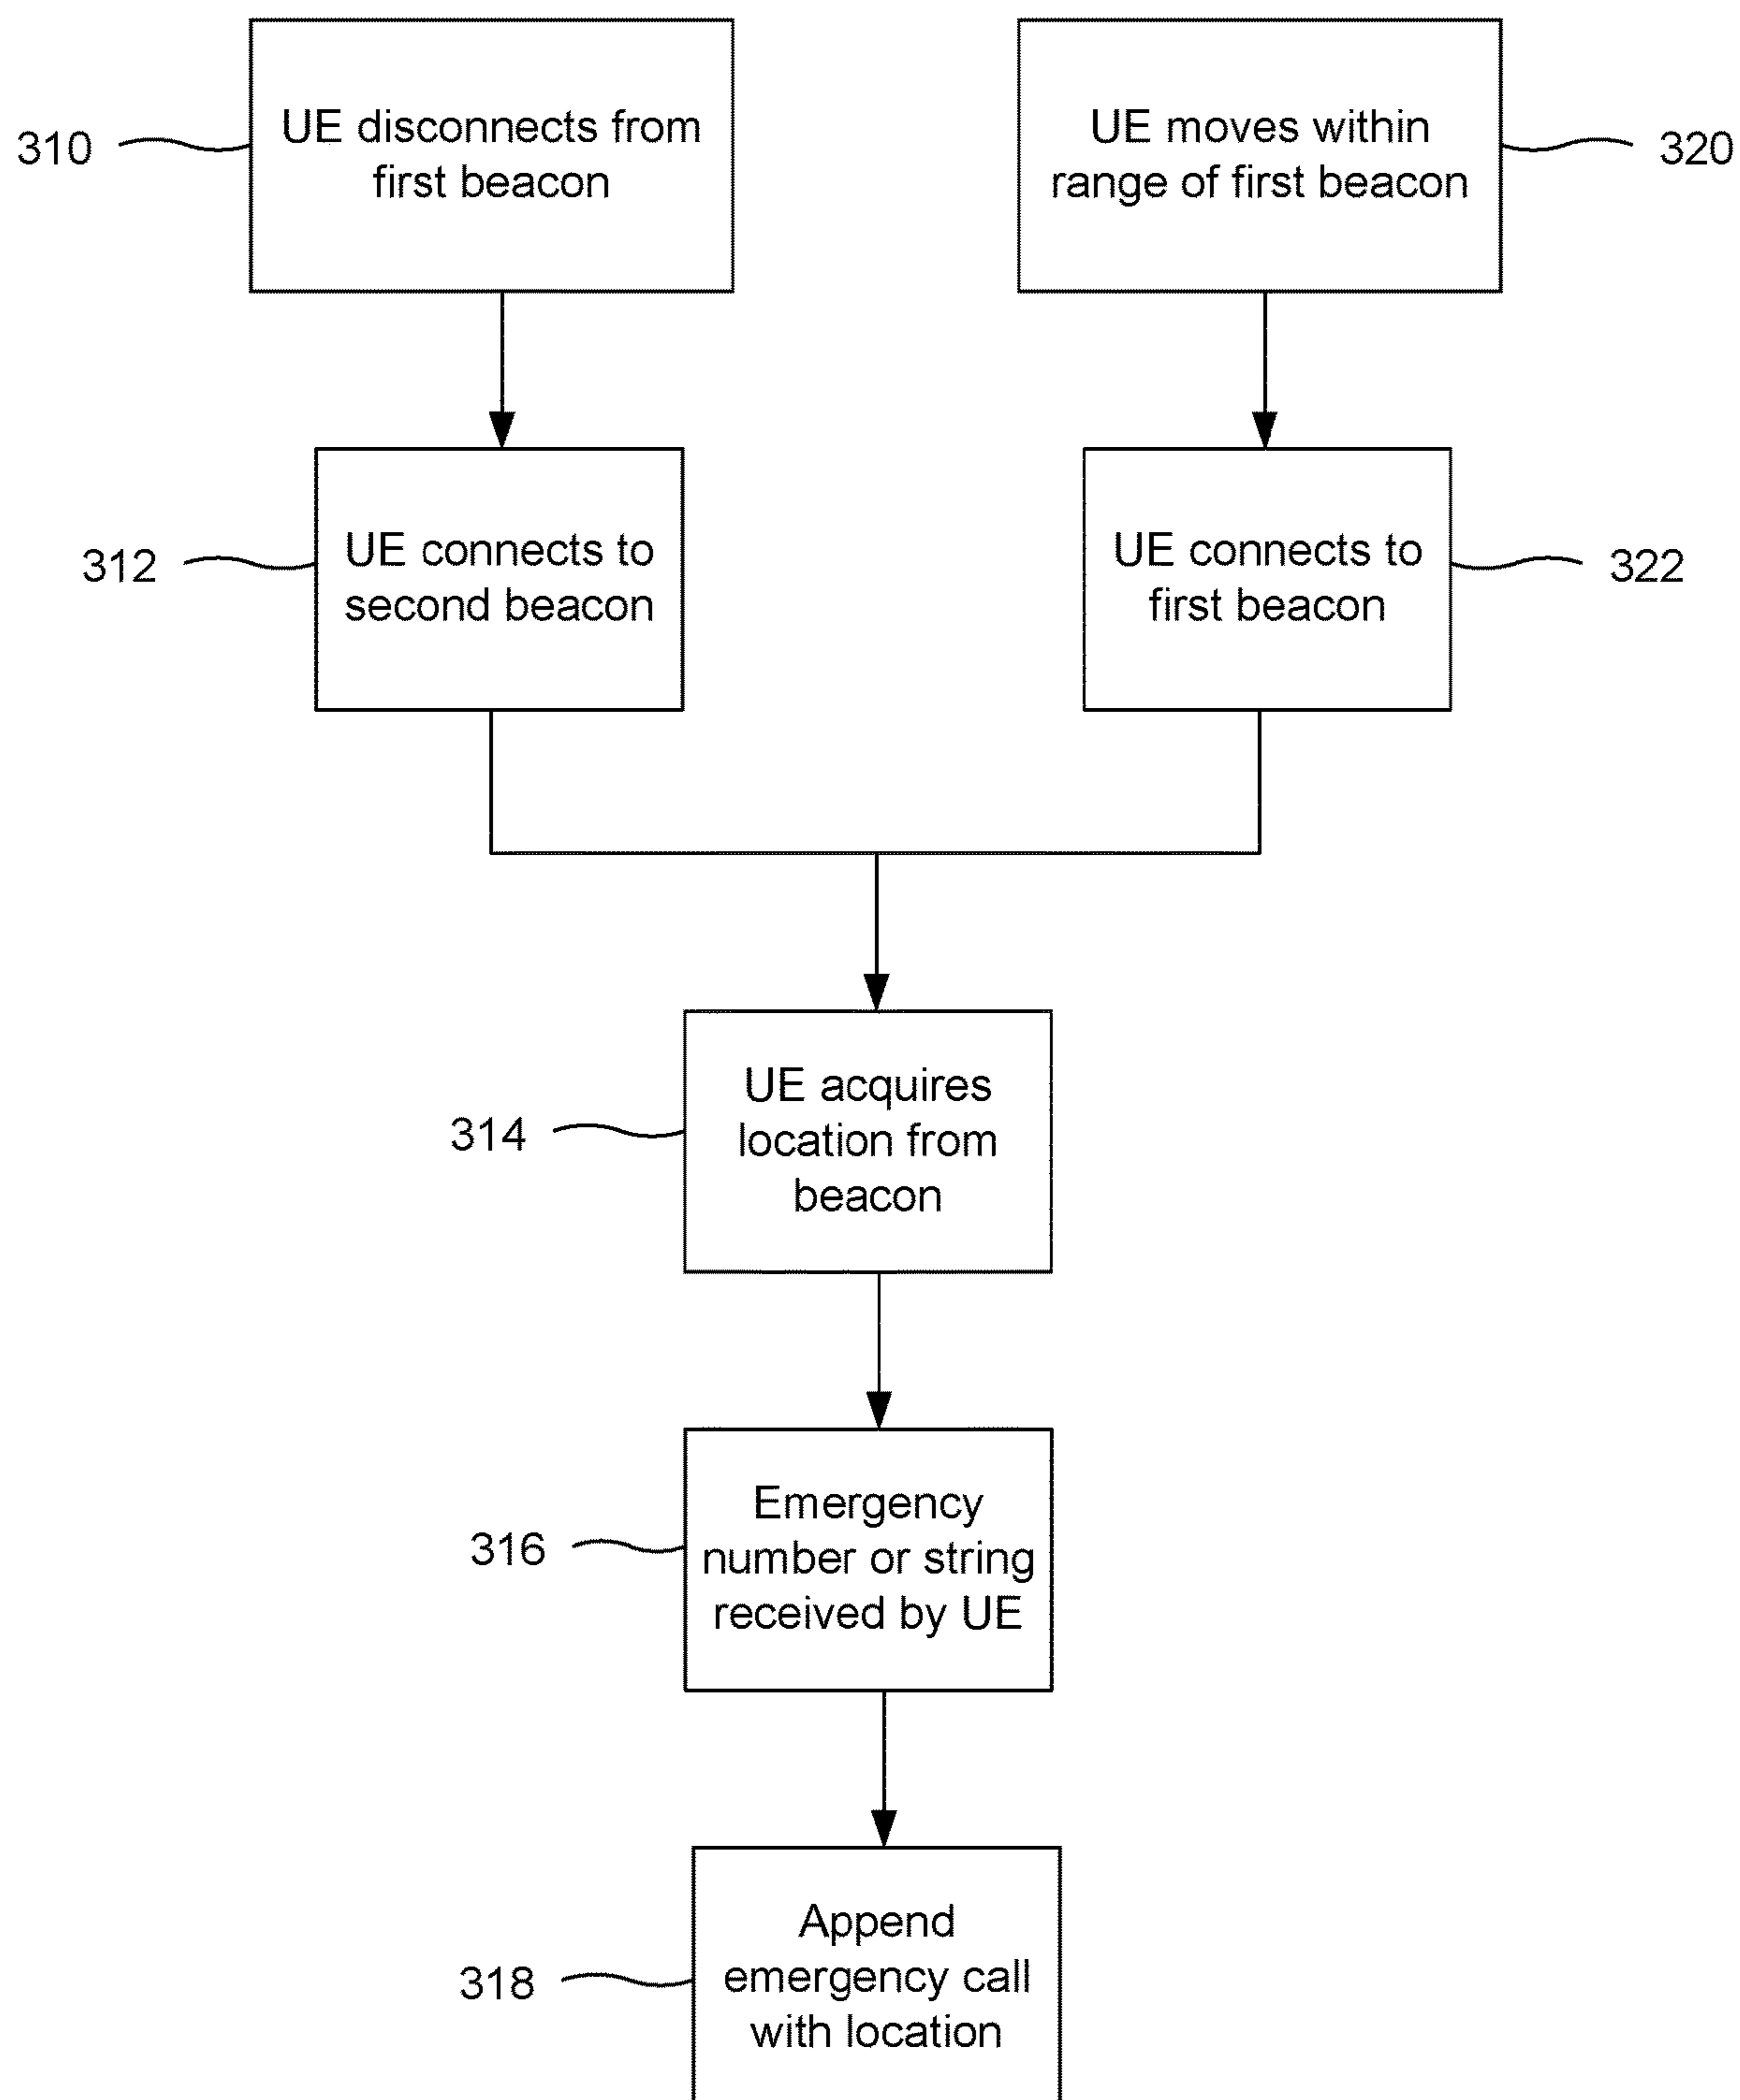 310
UE disconnects from
first beacon
UE moves within
range of first beacon
320
312
UE connects to
second beacon
UE connects to
first beacon
322
314
UE acquires
location from
beacon
316
Emergency
number or string
received by UE
318
Append
emergency call
with location